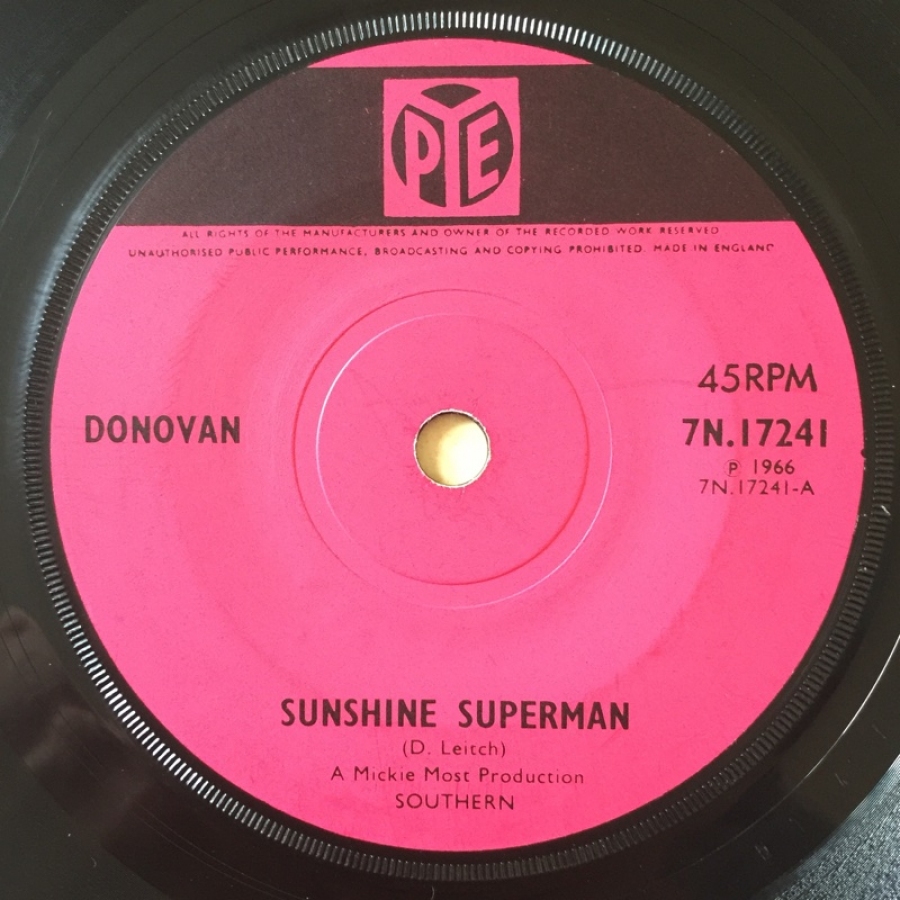 PYE
ALL RIGHTS OF THE MANUFACTURERS AND OWNER OF THE RECORDED WORK RESERVED
UNAUTHORISED PUBLIC PERFORMANCE, BROADCASTING AND COPYING PROHIBITED. MADE IN ENGLAND
45RPM
DONOVAN
7N.17241
℗ 1966
7N.17241-A
SUNSHINE SUPERMAN
(D. Leitch)
A Mickie Most Production
SOUTHERN